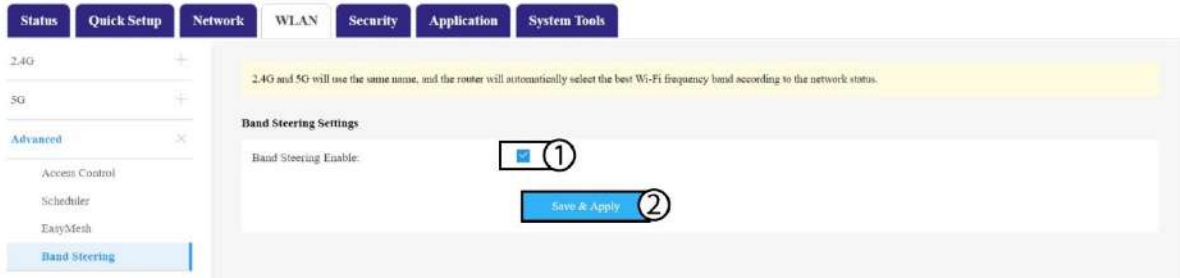 Status Quick Setup Network WLAN Security Application System Tools
2.4G
5G
Advanced
Access Control
Scheduler
EasyMesh
Band Steering
2.4G and 5G will use the same name, and the router will automatically select the best Wi-Fi frequency band according to the network status.
Band Steering Settings
Band Steering Enable:
1
Save & Apply
2